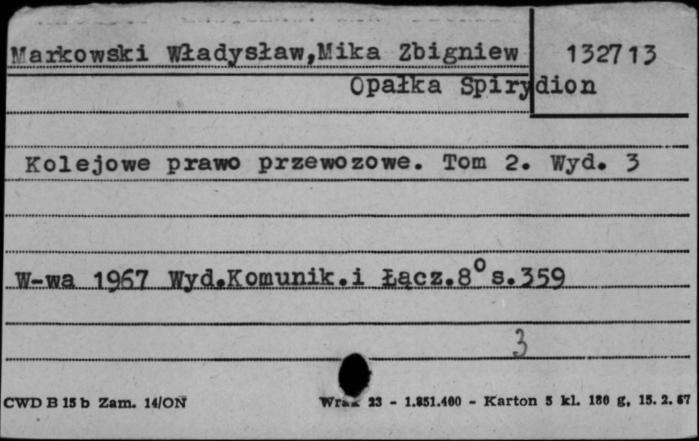 Markowski Władysław,Mika Zbigniew 132713
Opałka Spirydion
Kolejowe prawo przewozowe. Tom 2. Wyd. 3
W-wa 1967 Wyd.Komunik.i Łącz.8° s.359
3
CWD B 15 b Zam. 14/ON 23 - 1.851.400 - Karton 5 kl. 180 g, 15. 2. 67